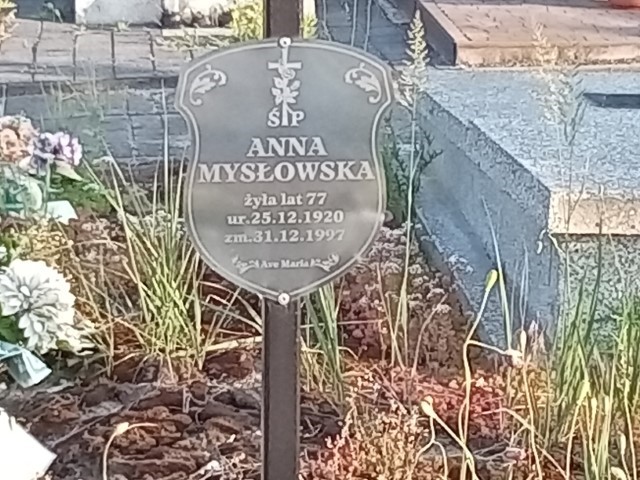 ŚP
ANNA
MYSŁOWSKA
żyła lat 77
ur.25.12.1920
zm.31.12.1997
Ave Maria